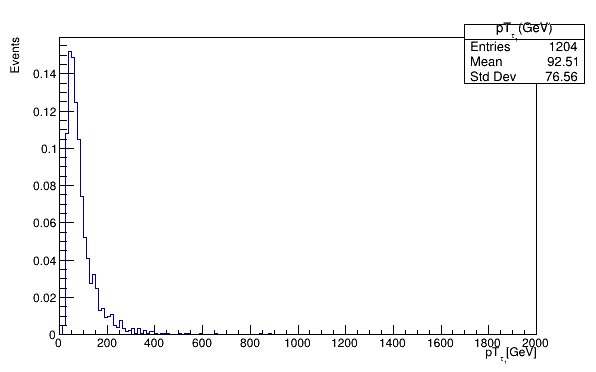 pTτ1(GeV)
Entries 1204
Mean 92.51
Std Dev 76.56
Events
0.14
0.12
0.1
0.08
0.06
0.04
0.02
0
0 200 400 600 800 1000 1200 1400 1600 1800 2000
pTτ1[GeV]